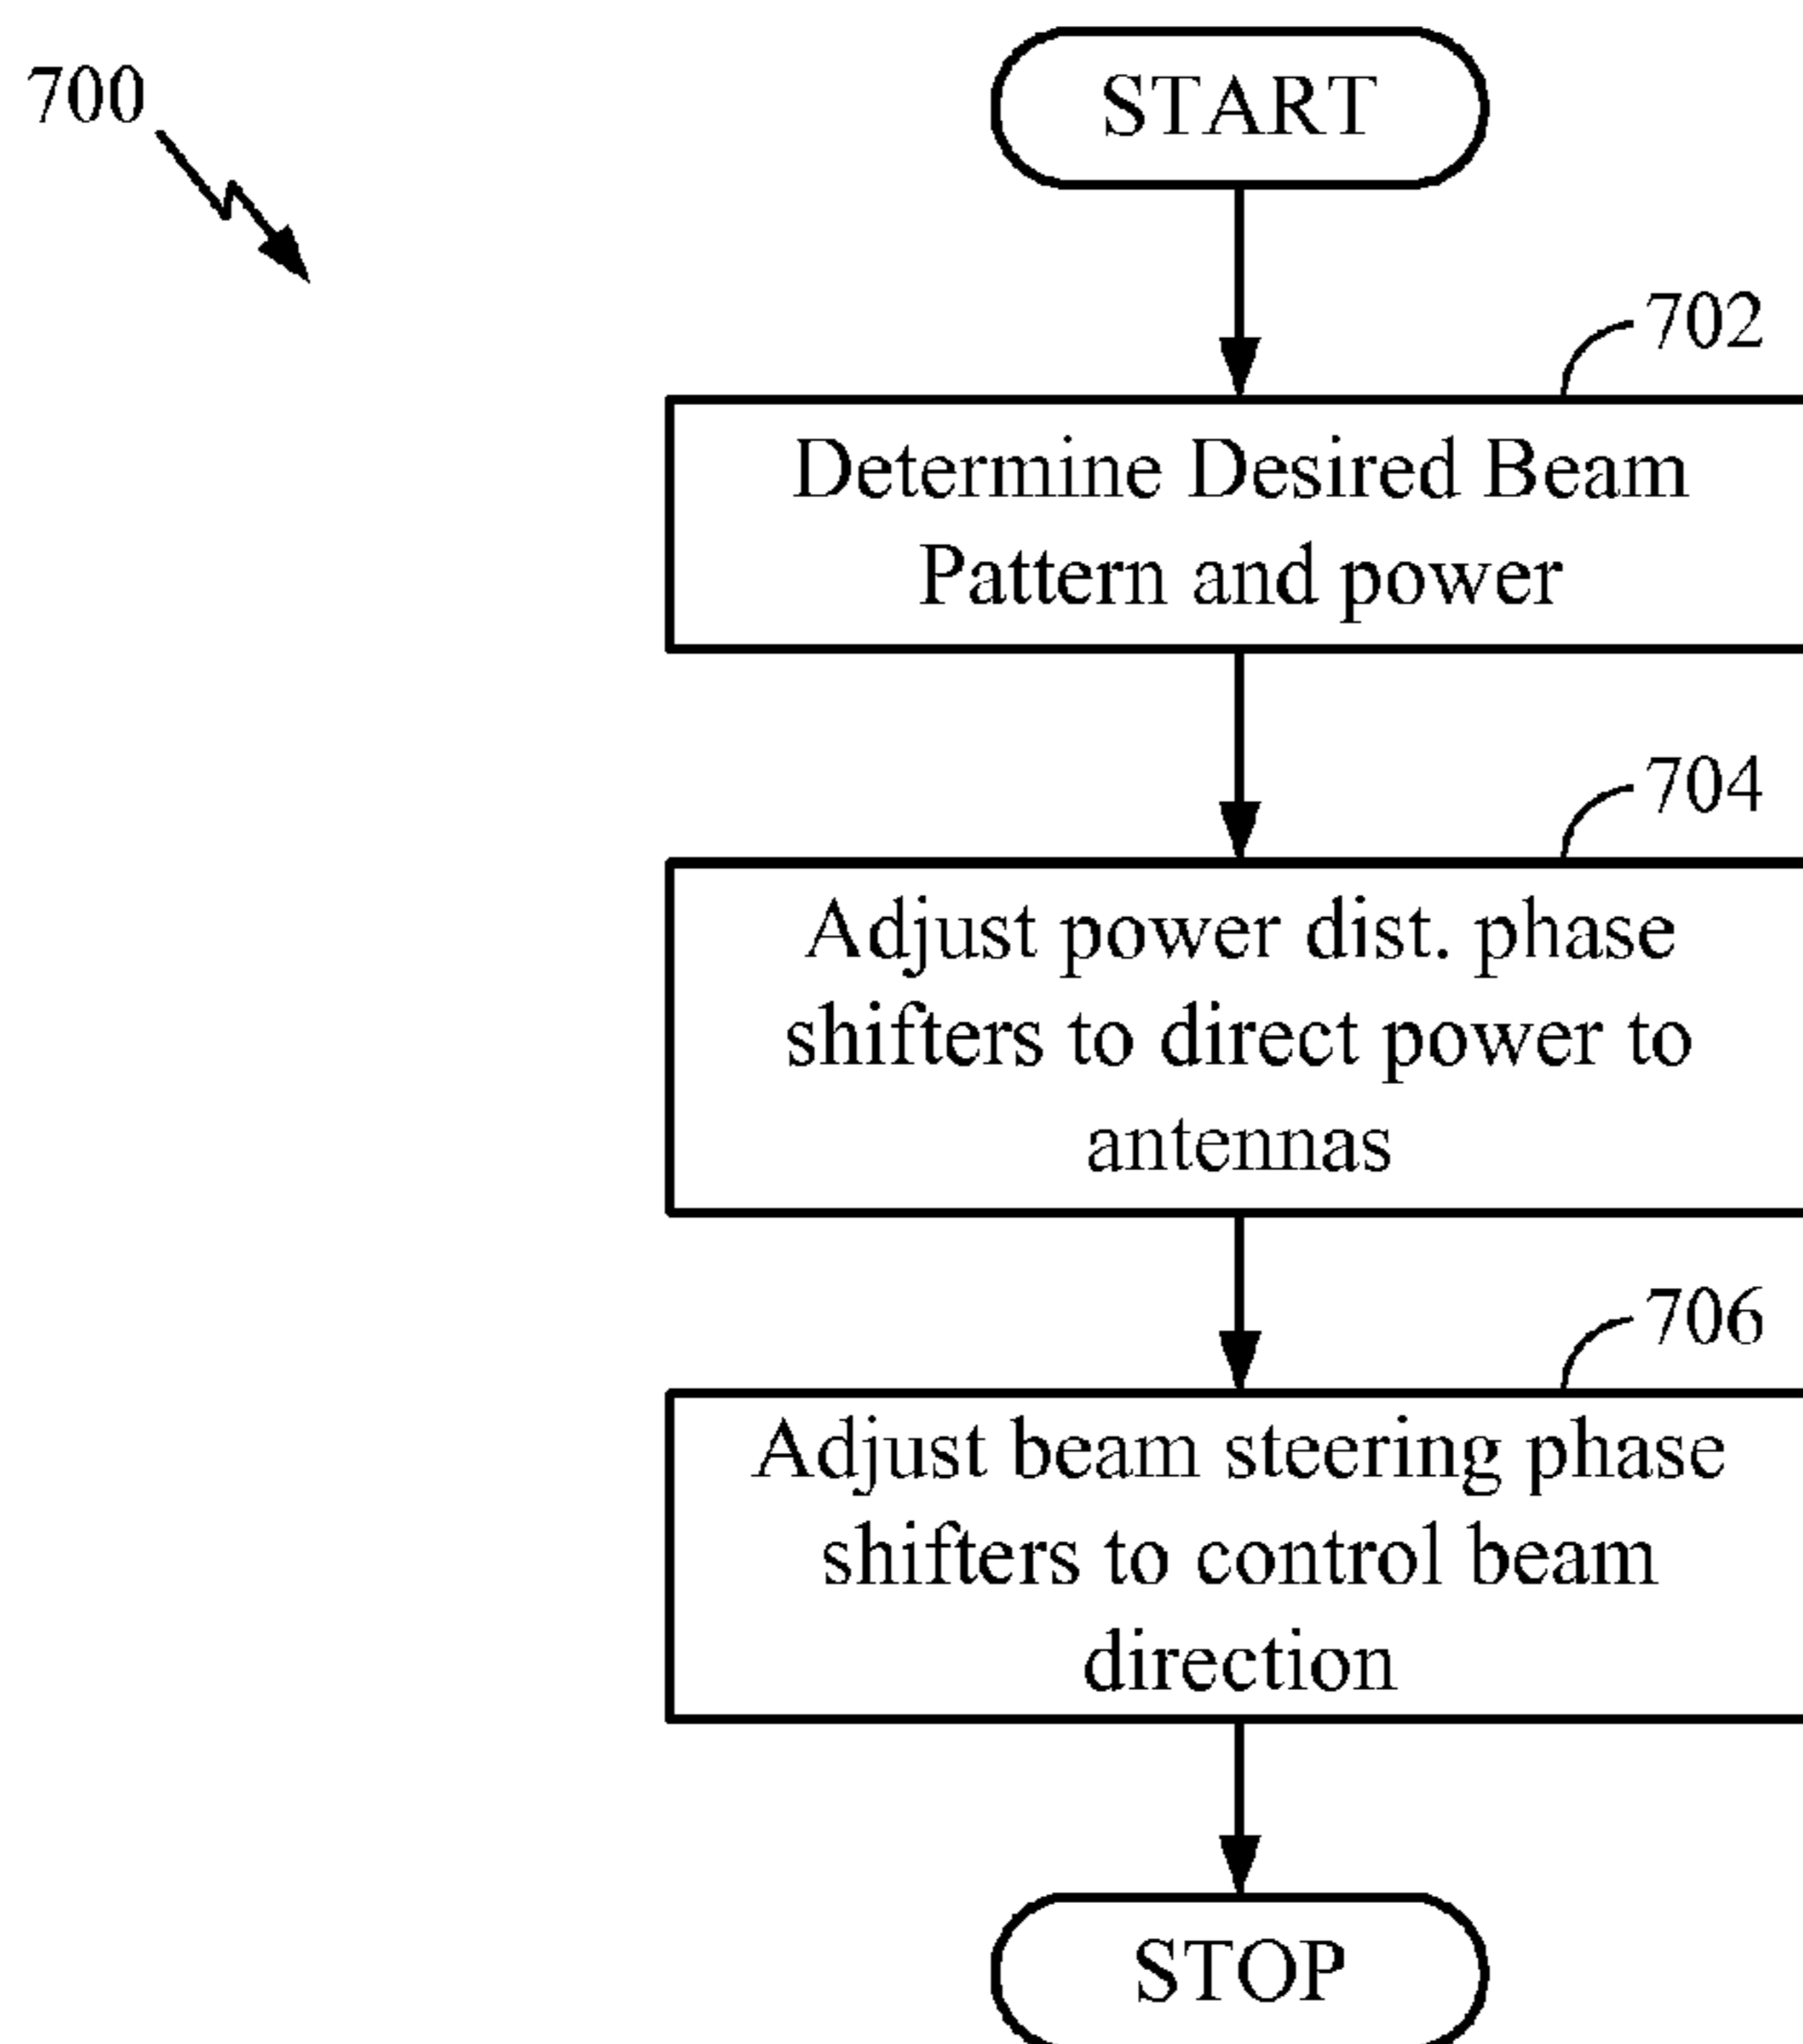 700
START
702
Determine Desired Beam
Pattern and power
704
Adjust power dist. phase
shifters to direct power to
antennas
706
Adjust beam steering phase
shifters to control beam
direction
STOP